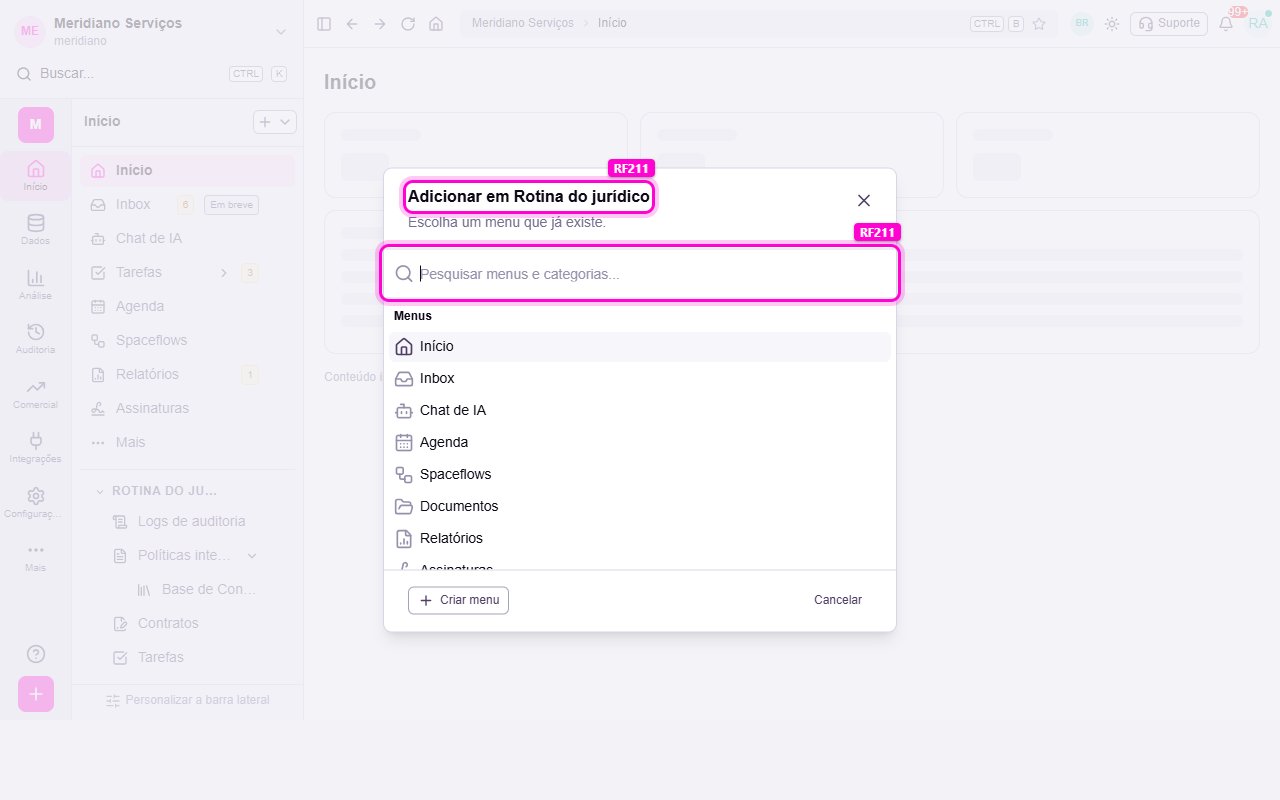 ME
Meridiano Serviços
meridiano
Buscar...
CTRL
K
Meridiano Serviços
Início
CTRL
B
BR
Suporte
99+
RA
M
Início
Dados
Análise
Auditoria
Comercial
Integrações
Configuraç...
Mais
Início
Início
Inbox
6
Em breve
Chat de IA
Tarefas
3
Agenda
Spaceflows
Relatórios
1
Assinaturas
Mais
ROTINA DO JU...
Logs de auditoria
Políticas inte...
Base de Con...
Contratos
Tarefas
Personalizar a barra lateral
Início
Conteúdo
RF211
Adicionar em Rotina do jurídico
Escolha um menu que já existe.
RF211
Pesquisar menus e categorias...
Menus
Início
Inbox
Chat de IA
Agenda
Spaceflows
Documentos
Relatórios
Assinaturas
Criar menu
Cancelar